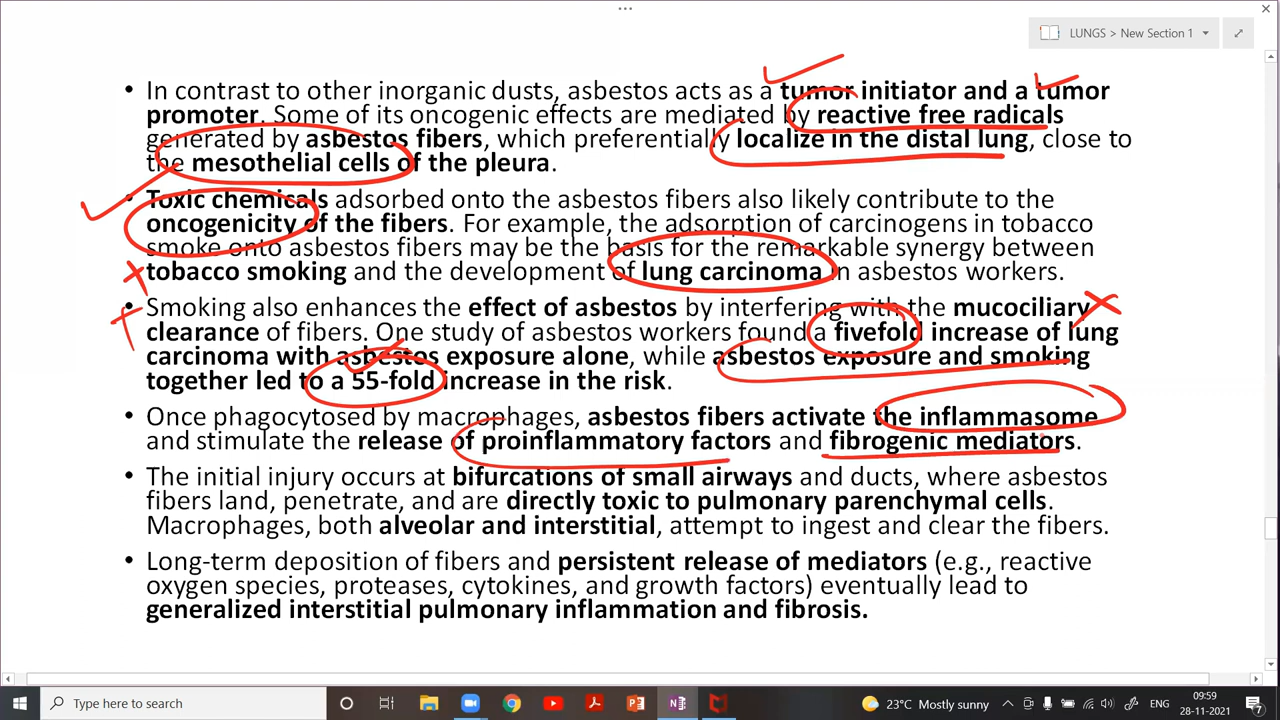 LUNGS > New Section 1
• In contrast to other inorganic dusts, asbestos acts as a tumor initiator and a tumor
promoter. Some of its oncogenic effects are mediated by reactive free radicals
generated by asbestos fibers, which preferentially localize in the distal lung, close to
the mesothelial cells of the pleura.
• Toxic chemicals adsorbed onto the asbestos fibers also likely contribute to the
oncogenicity of the fibers. For example, the adsorption of carcinogens in tobacco
smoke onto asbestos fibers may be the basis for the remarkable synergy between
tobacco smoking and the development of lung carcinoma in asbestos workers.
• Smoking also enhances the effect of asbestos by interfering with the mucociliary
clearance of fibers. One study of asbestos workers found a fivefold increase of lung
carcinoma with asbestos exposure alone, while asbestos exposure and smoking
together led to a 55-fold increase in the risk.
• Once phagocytosed by macrophages, asbestos fibers activate the inflammasome
and stimulate the release of proinflammatory factors and fibrogenic mediators.
• The initial injury occurs at bifurcations of small airways and ducts, where asbestos
fibers land, penetrate, and are directly toxic to pulmonary parenchymal cells.
Macrophages, both alveolar and interstitial, attempt to ingest and clear the fibers.
• Long-term deposition of fibers and persistent release of mediators (e.g., reactive
oxygen species, proteases, cytokines, and growth factors) eventually lead to
generalized interstitial pulmonary inflammation and fibrosis.
Type here to search
23°C Mostly sunny
ENG
09:59
28-11-2021
7